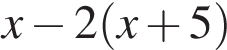 x − 2(x + 5)